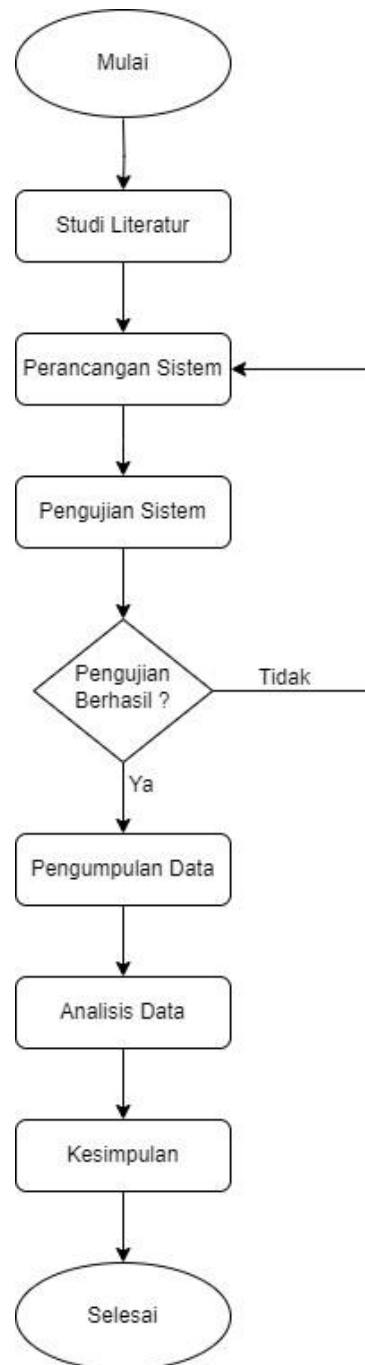 Mulai
Studi Literatur
Perancangan Sistem
Pengujian Sistem
Pengujian
Berhasil ?
Tidak
Ya
Pengumpulan Data
Analisis Data
Kesimpulan
Selesai